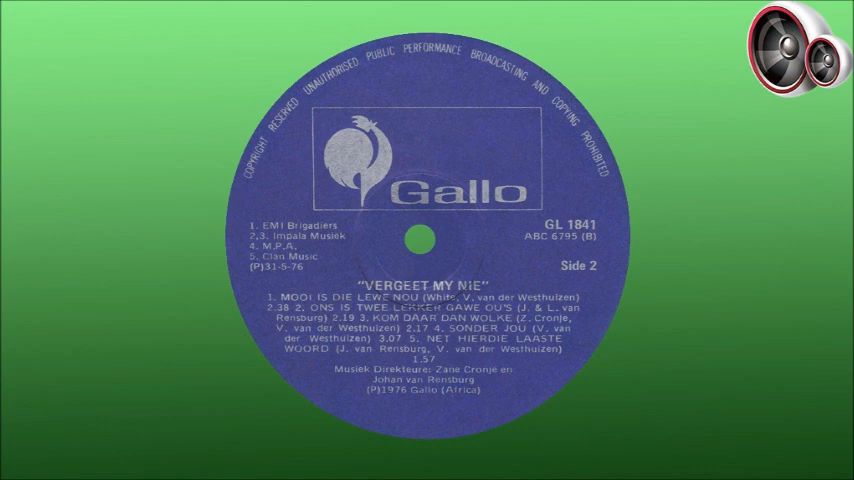 COPYRIGHT RESERVED UNAUTHORISED PUBLIC PERFORMANCE BROADCASTING AND COPYING PROHIBITED
Gallo
1. EMI Brigadiers
2,3. Impala Musiek
4. M.P.A.
5. Clan Music
(P)31-5-76
GL 1841
ABC 6795 (B)
Side 2
"VERGEET MY NIE"
1. MOOI IS DIE LEWE NOU (White, V. van der Westhuizen)
2.38 2. ONS IS TWEE LEKKER GAWE OU'S (J. & L. van
Rensburg) 2.19 3. KOM DAAR DAN WOLKE (Z. Cronje,
V. van der Westhuizen) 2.17 4. SONDER JOU (V. van
der Westhuizen) 3.07 5. NET HIERDIE LAASTE
WOORD (J. van Rensburg, V. van der Westhuizen)
1.57
Musiek Direkteure: Zane Cronje en
Johan van Rensburg
(P)1976 Gallo (Africa)